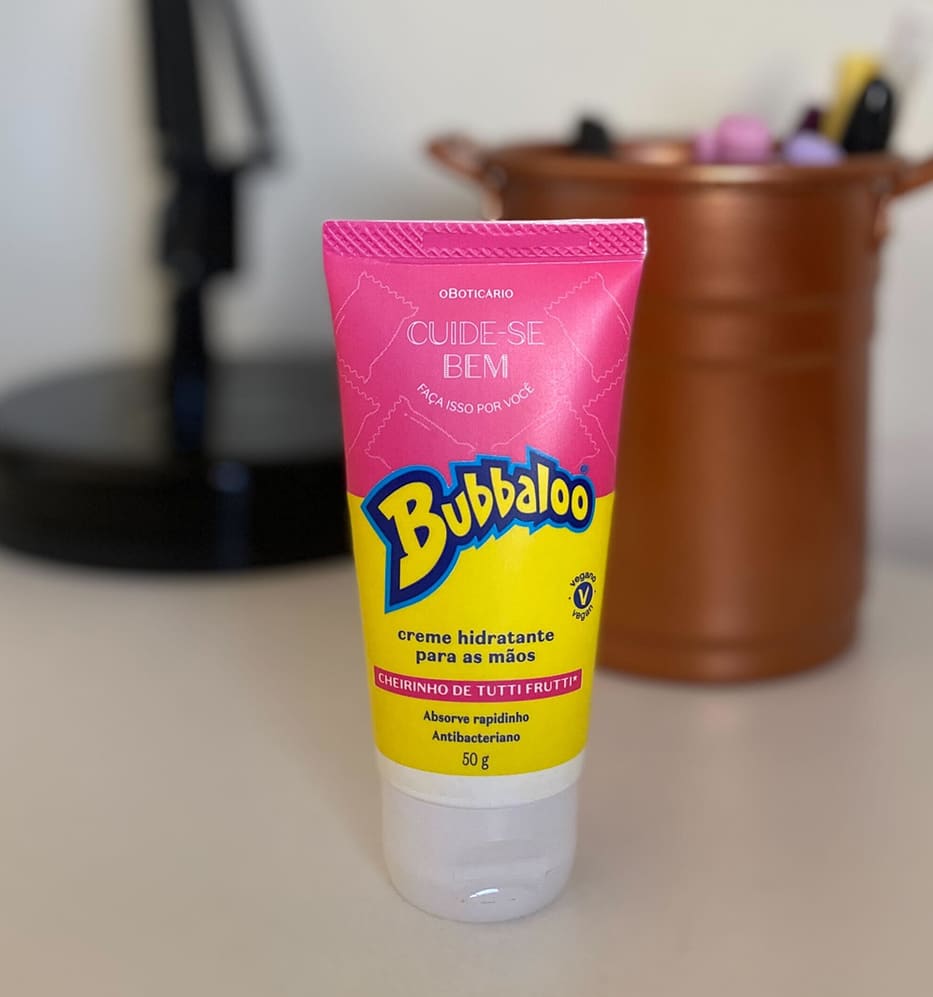 oBOTICÁRIO
CUIDE-SE
BEM
FAÇA ISSO POR VOCÊ
Bubbaloo®
vegano
V
vegan
creme hidratante
para as mãos
CHEIRINHO DE TUTTI FRUTTI*
Absorve rapidinho
Antibacteriano
50 g